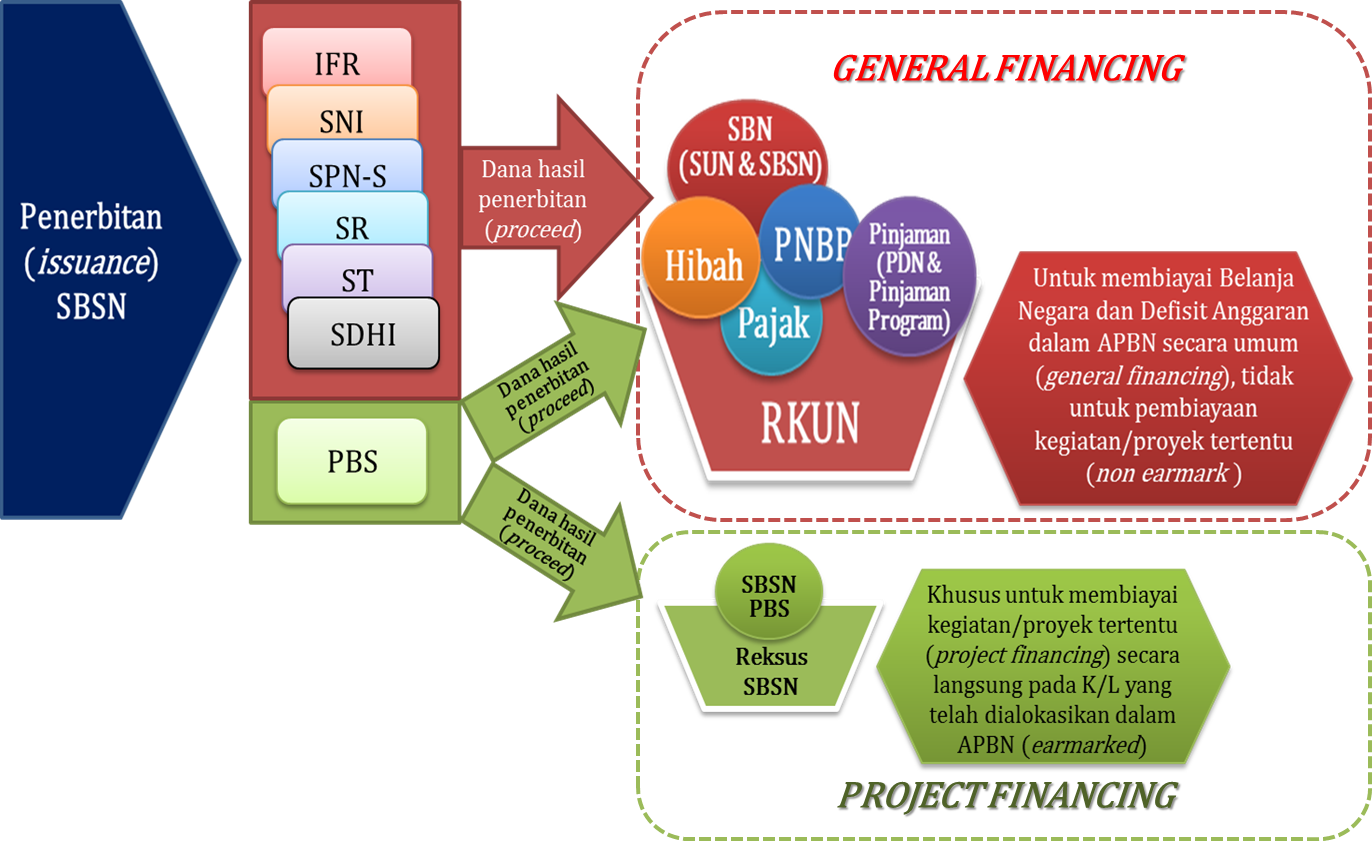 Penerbitan
(issuance)
SBSN
IFR
SNI
SPN-S
SR
ST
SDHI
PBS
Dana hasil
penerbitan
(proceed)
Dana hasil
penerbitan
(proceed)
Dana hasil
penerbitan
(proceed)
GENERAL FINANCING
SBN
(SUN & SBSN)
Hibah
PNBP
Pajak
Pinjaman
(PDN &
Pinjaman
Program)
RKUN
Untuk membiayai Belanja
Negara dan Defisit Anggaran
dalam APBN secara umum
(general financing), tidak
untuk pembiayaan
kegiatan/proyek tertentu
(non earmark )
SBSN
PBS
Reksus
SBSN
Khusus untuk membiayai
kegiatan/proyek tertentu
(project financing) secara
langsung pada K/L yang
telah dialokasikan dalam
APBN (earmarked)
PROJECT FINANCING